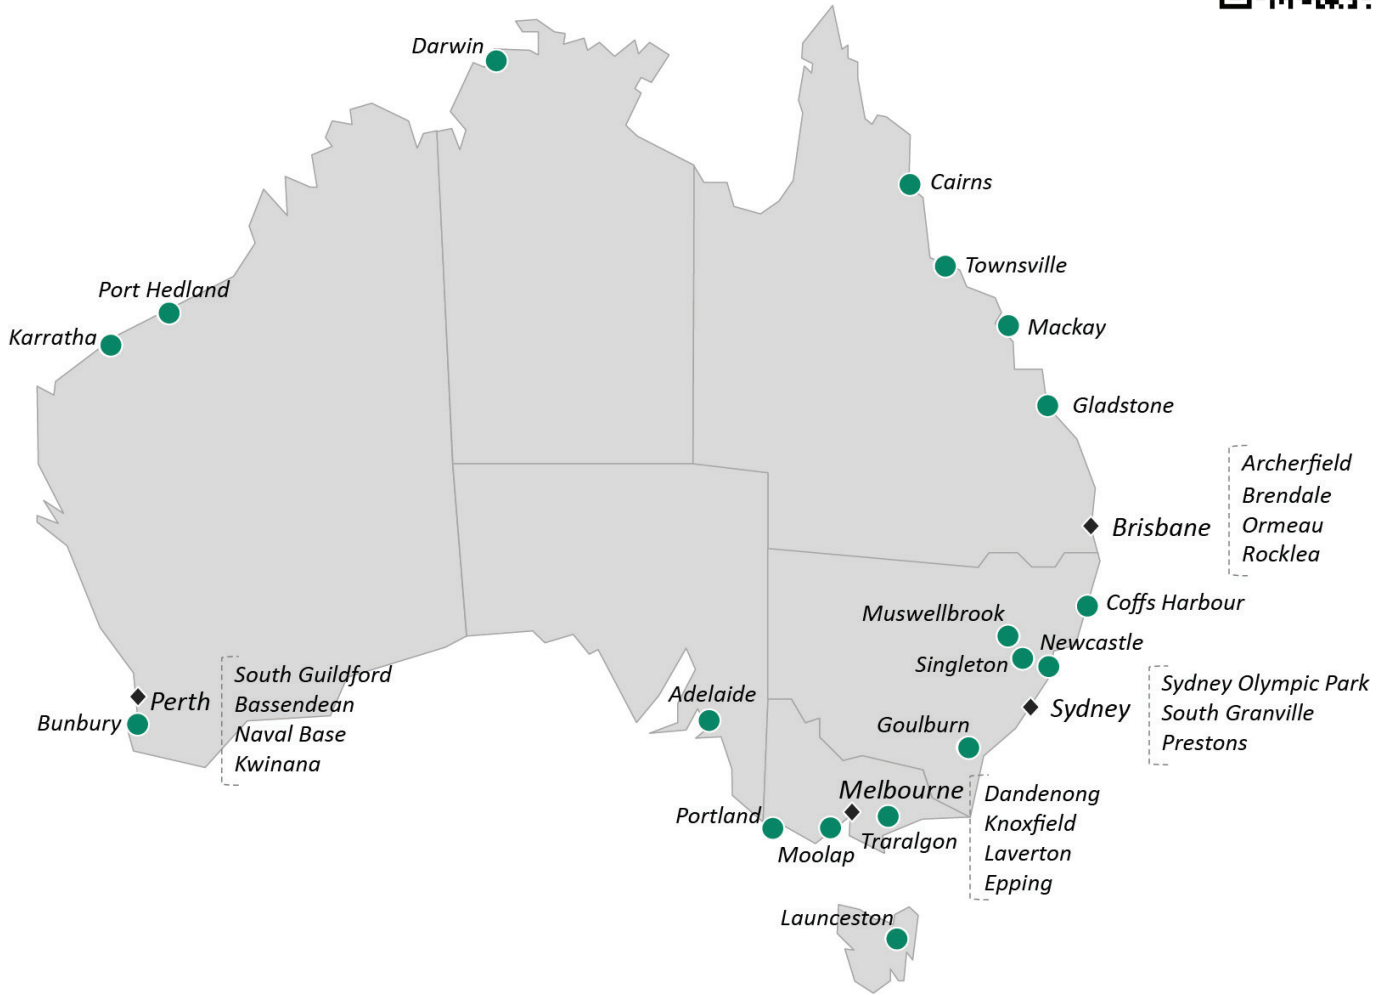 Darwin
Cairns
Townsville
Port Hedland
Mackay
Karratha
Gladstone
Archerfield
Brendale
Brisbane
Ormeau
Rocklea
Coffs Harbour
Muswellbrook
Newcastle
Singleton
South Guildford
Bassendean
Naval Base
Kwinana
Perth
Bunbury
Adelaide
Sydney Olympic Park
South Granville
Prestons
Sydney
Goulburn
Melbourne
Dandenong
Knoxfield
Laverton
Epping
Portland
Moolap
Traralgon
Launceston